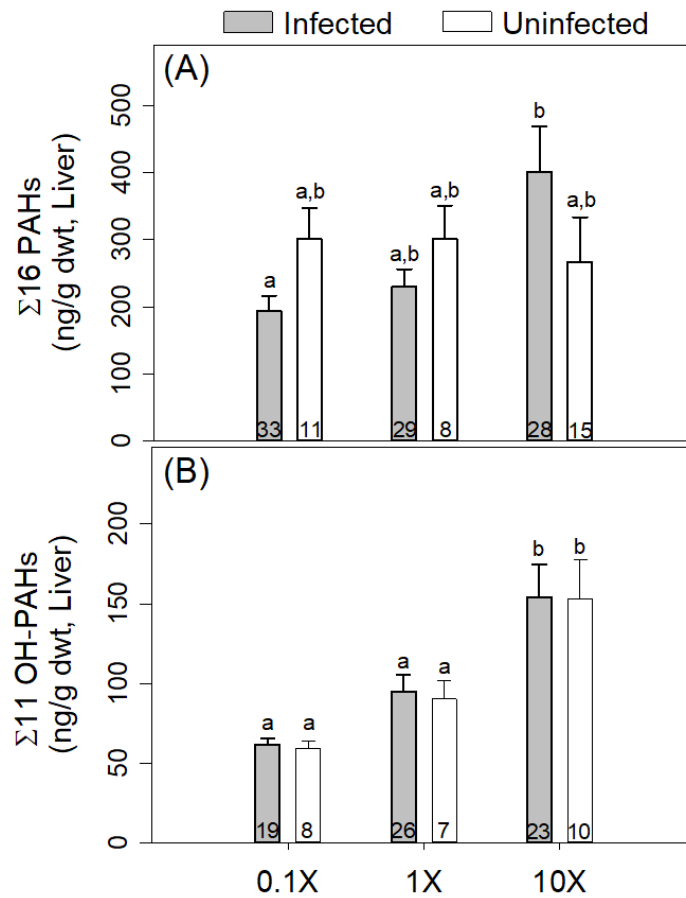 Infected Uninfected
(A)
Σ16 PAHs
(ng/g dwt, Liver)
500
400
300
200
100
0
a
a,b
a,b
a,b
b
a,b
33 11 29 8 28 15
(B)
Σ11 OH-PAHs
(ng/g dwt, Liver)
200
150
100
50
0
a a a a b b
19 8 26 7 23 10
0.1X 1X 10X